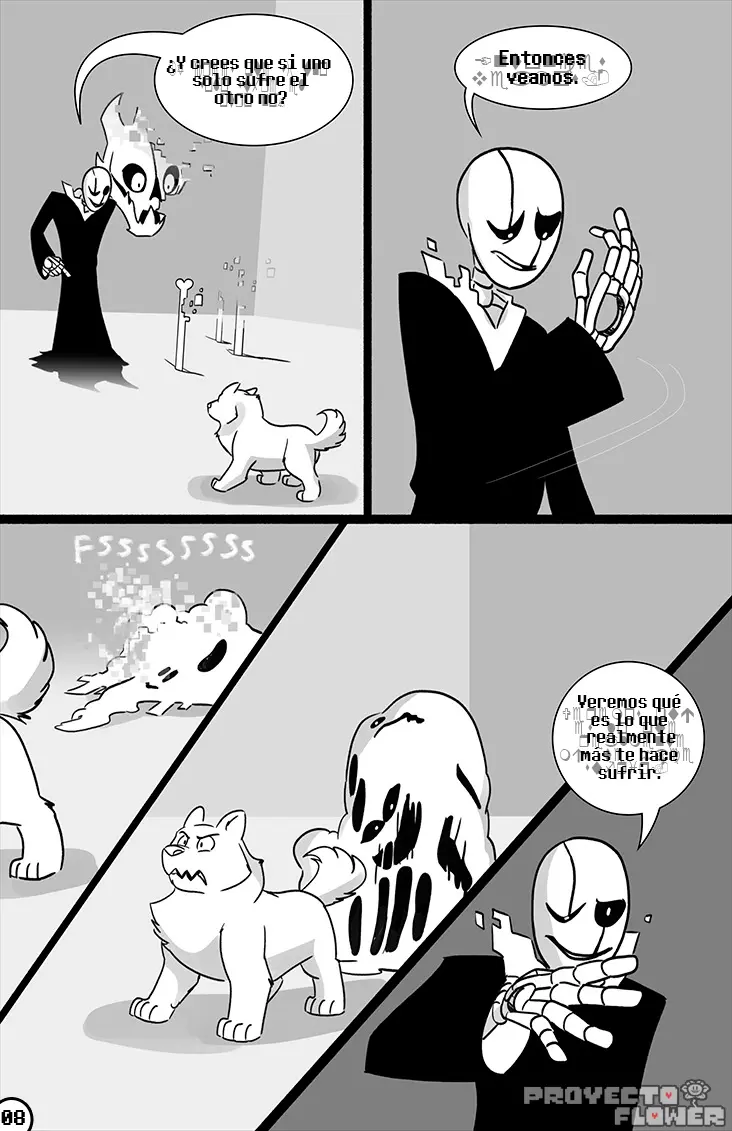 ¿Y crees que si uno
solo sufre el
otro no?
Entonces
veamos.
FSSSSSSSS
Veremos qué
es lo que
realmente
más te hace
sufrir.
08
PROYECTO
FLOWER